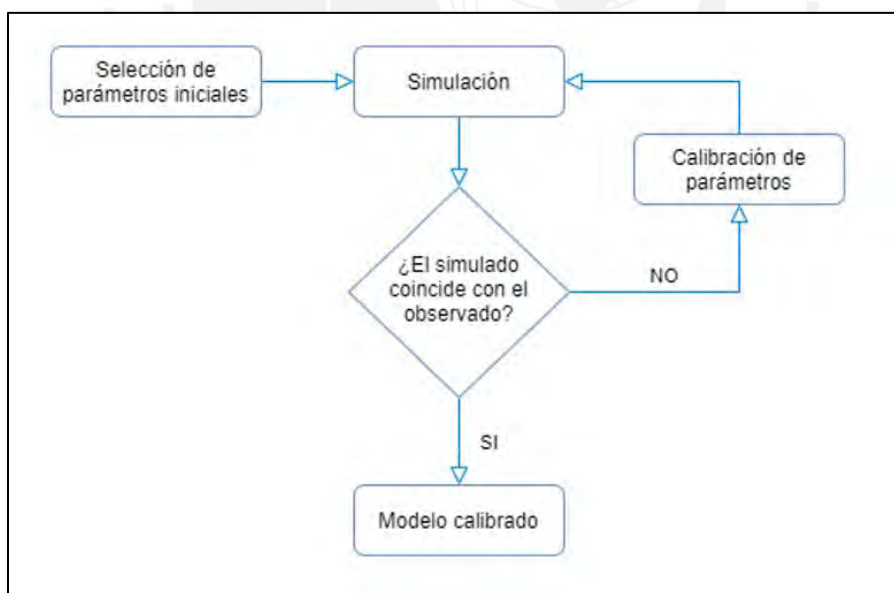 Selección de
parámetros iniciales
Simulación
Calibración de
parámetros
¿El simulado
coincide con el
observado?
NO
SI
Modelo calibrado